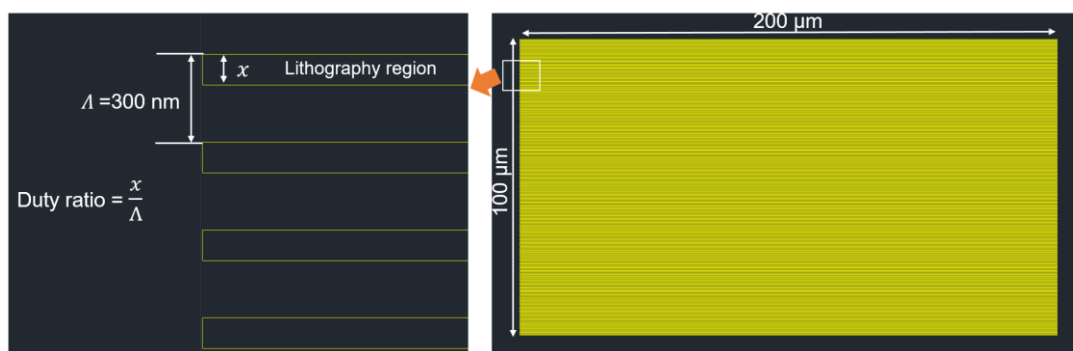 x
Lithography region
Λ =300 nm
Duty ratio = x/Λ
200 μm
100 μm